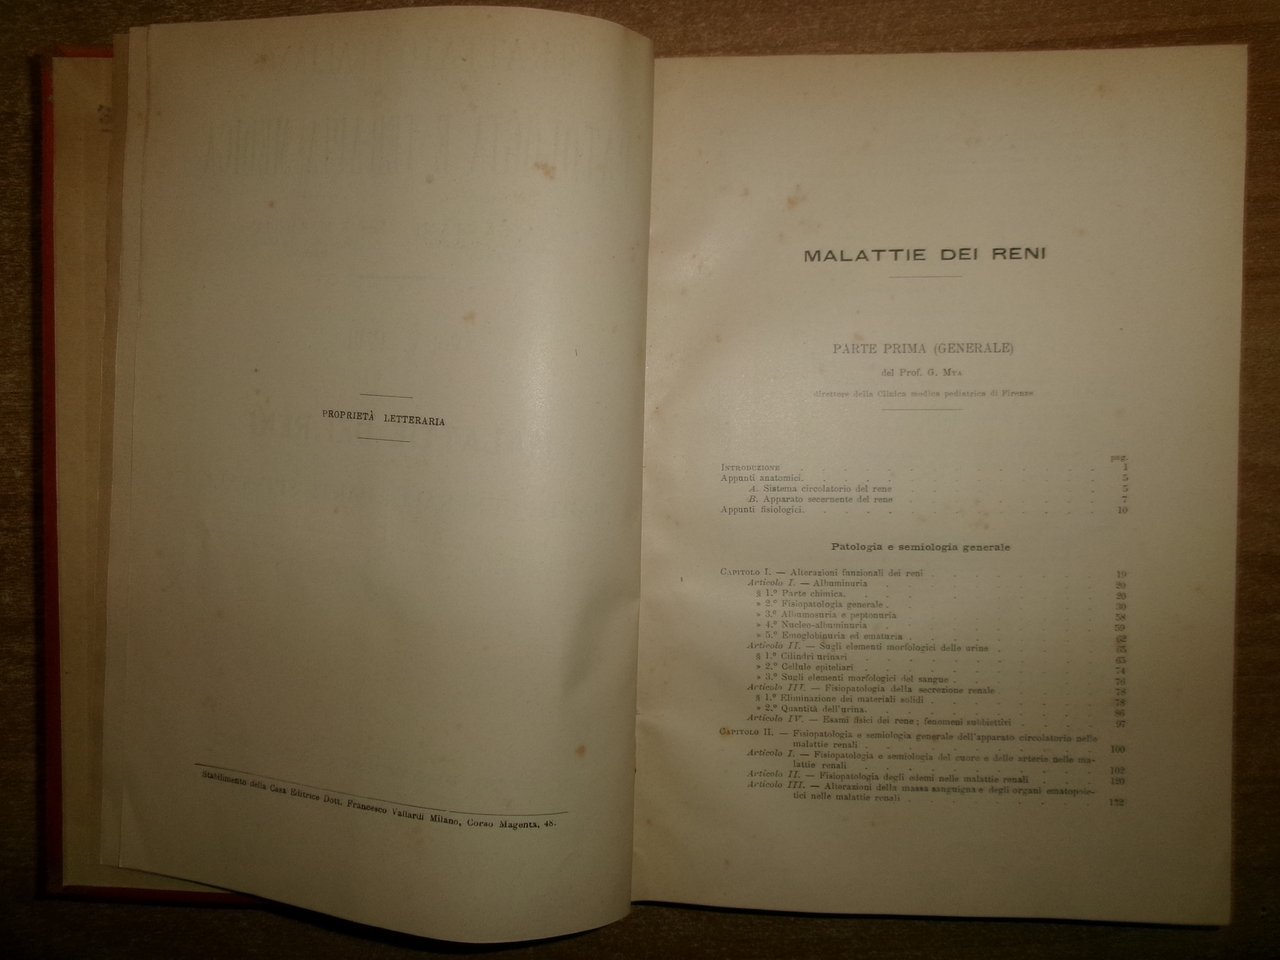 PROPRIETÀ LETTERARIA
Stabilimento della Casa Editrice Dott. Francesco Vallardi Milano, Corso Magenta, 48.
MALATTIE DEI RENI
PARTE PRIMA (GENERALE)
del Prof. G. Mya
direttore della Clinica medica pediatrica di Firenze
pag.
Introduzione 1
Appunti anatomici. 5
A. Sistema circolatorio del rene 5
B. Apparato secernente del rene 7
Appunti fisiologici. 10
Patologia e semiologia generale
Capitolo I. — Alterazioni funzionali dei reni 19
Articolo I. — Albuminuria 20
§ 1.º Parte chimica. 20
» 2.º Fisiopatologia generale 30
» 3.º Albumosuria e peptonuria 58
» 4.º Nucleo-albuminuria 59
» 5.º Emoglobinuria ed ematuria 62
Articolo II. — Sugli elementi morfologici delle urine 65
§ 1.º Cilindri urinari 65
» 2.º Cellule epiteliari 74
» 3.º Sugli elementi morfologici del sangue 76
Articolo III. — Fisiopatologia della secrezione renale 78
§ 1.º Eliminazione dei materiali solidi 78
» 2.º Quantità dell'urina. 86
Articolo IV. — Esami fisici dei rene; fenomeni subbiettivi 97
Capitolo II. — Fisiopatologia e semiologia generale dell'apparato circolatorio nelle
malattie renali 100
Articolo I. — Fisiopatologia e semiologia del cuore e delle arterie nelle ma-
lattie renali 102
Articolo II. — Fisiopatologia degli edemi nelle malattie renali 120
Articolo III. — Alterazioni della massa sanguigna e degli organi ematopoie-
tici nelle malattie renali 132